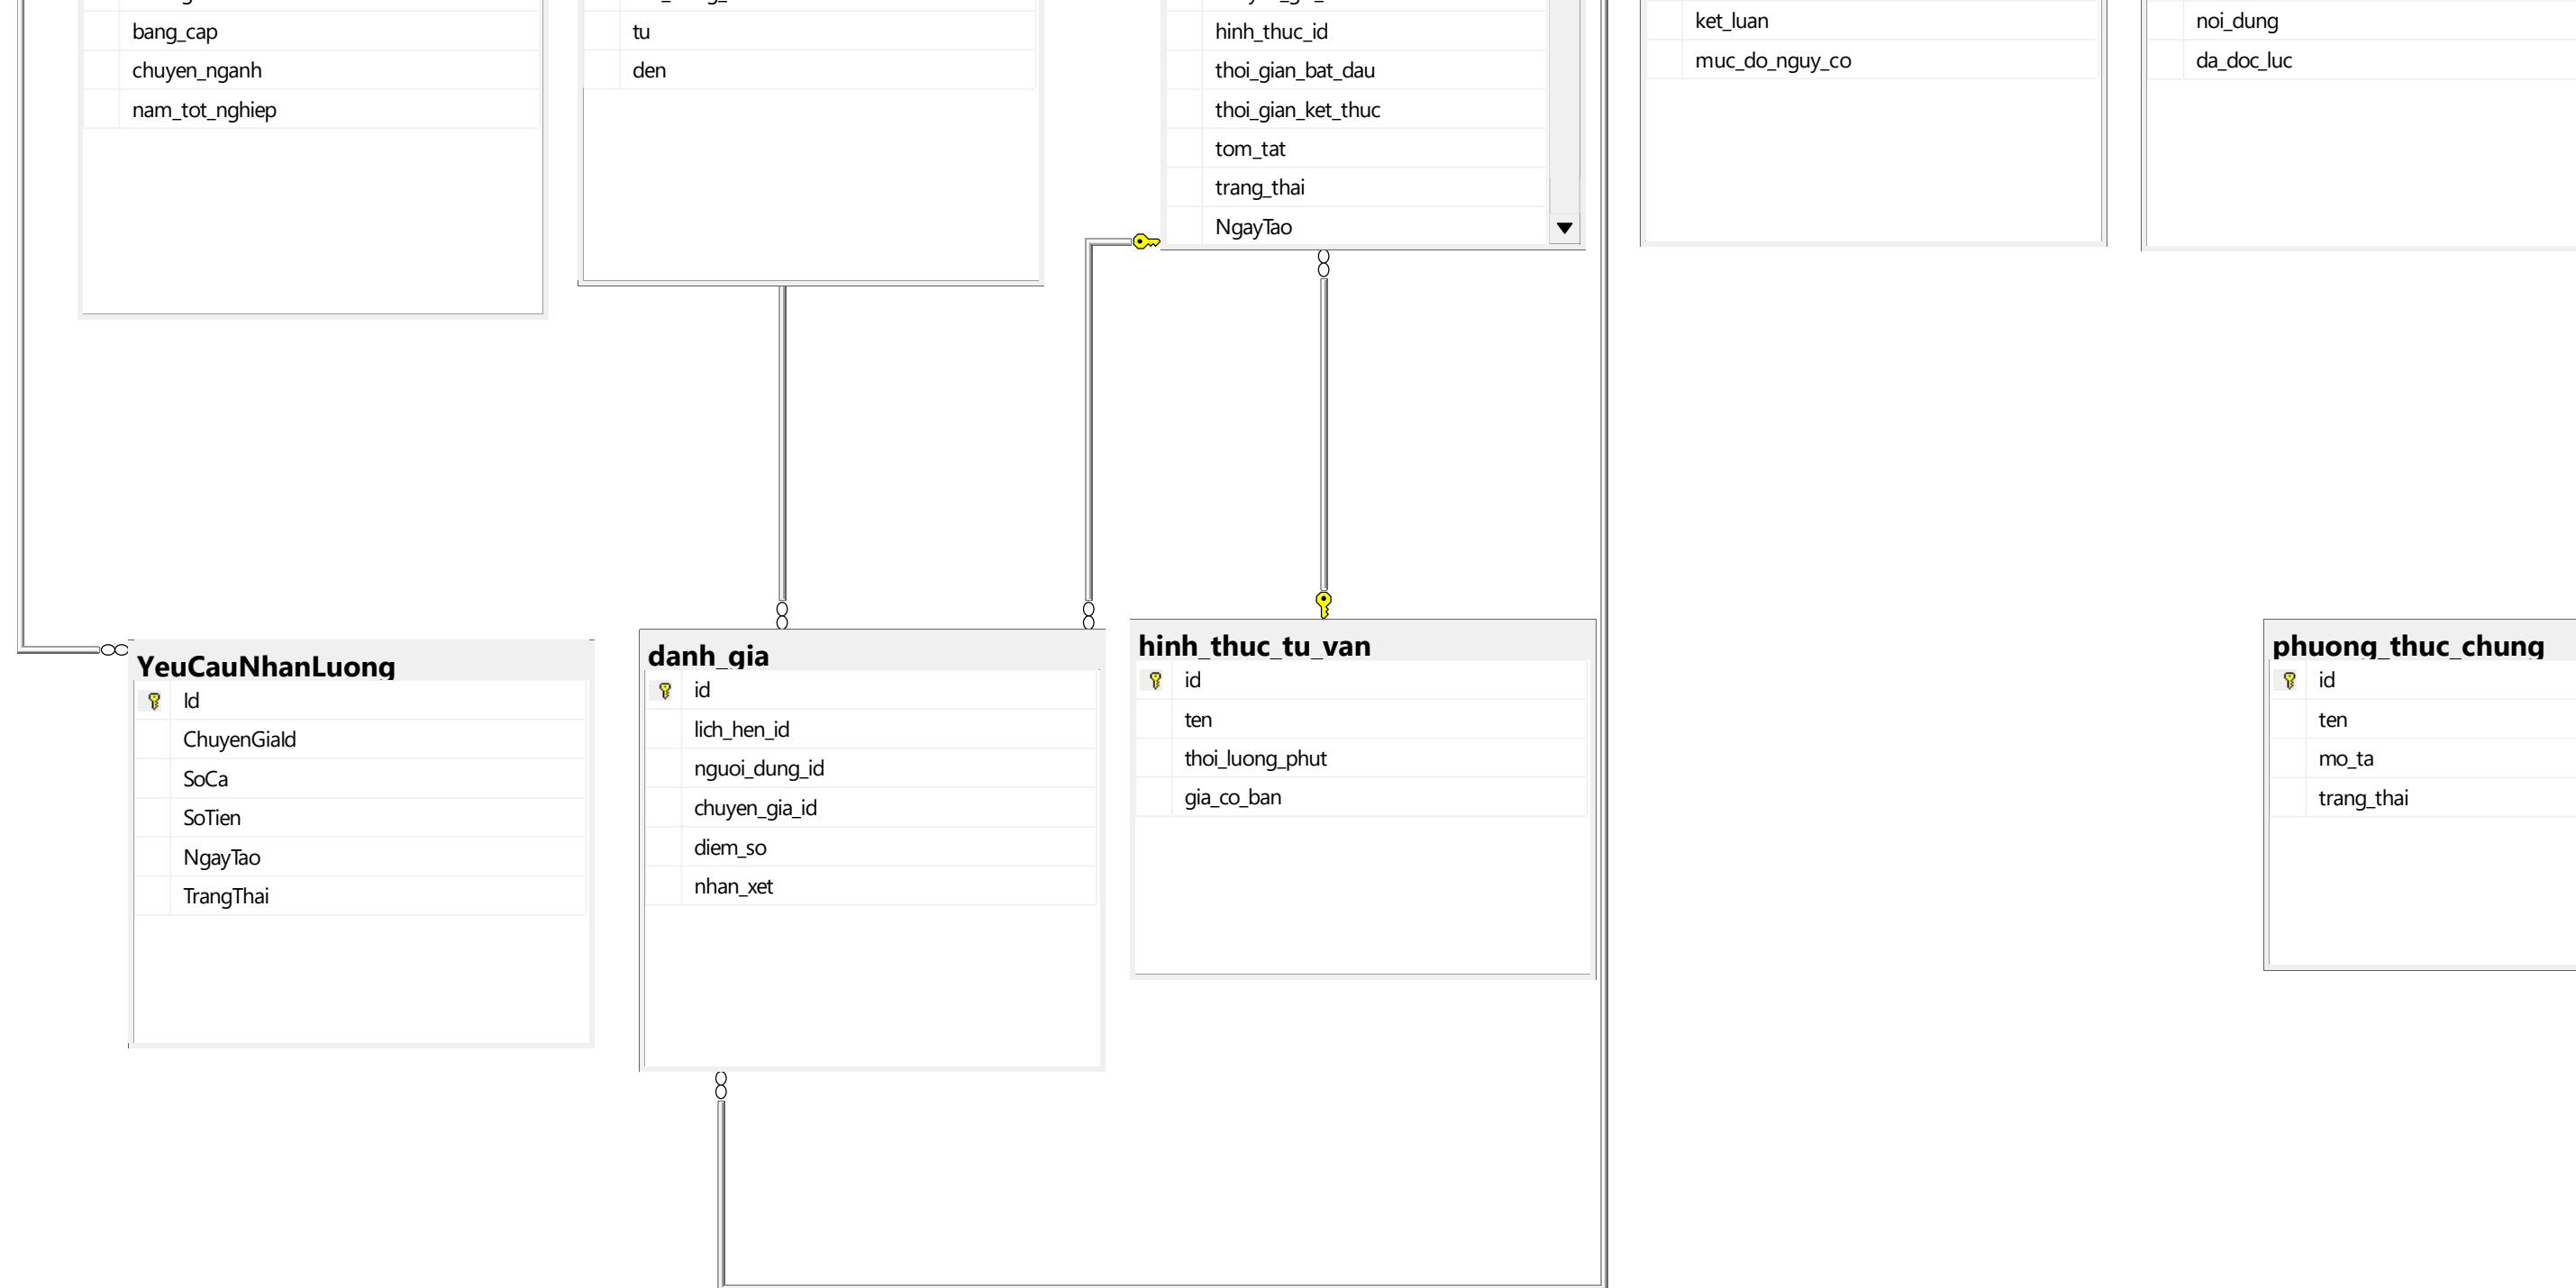 bang_cap
chuyen_nganh
nam_tot_nghiep
tu
den
hinh_thuc_id
thoi_gian_bat_dau
thoi_gian_ket_thuc
tom_tat
trang_thai
NgayTao
ket_luan
muc_do_nguy_co
noi_dung
da_doc_luc
YeuCauNhanLuong
Id
ChuyenGiaId
SoCa
SoTien
NgayTao
TrangThai
danh_gia
id
lich_hen_id
nguoi_dung_id
chuyen_gia_id
diem_so
nhan_xet
hinh_thuc_tu_van
id
ten
thoi_luong_phut
gia_co_ban
phuong_thuc_chung
id
ten
mo_ta
trang_thai